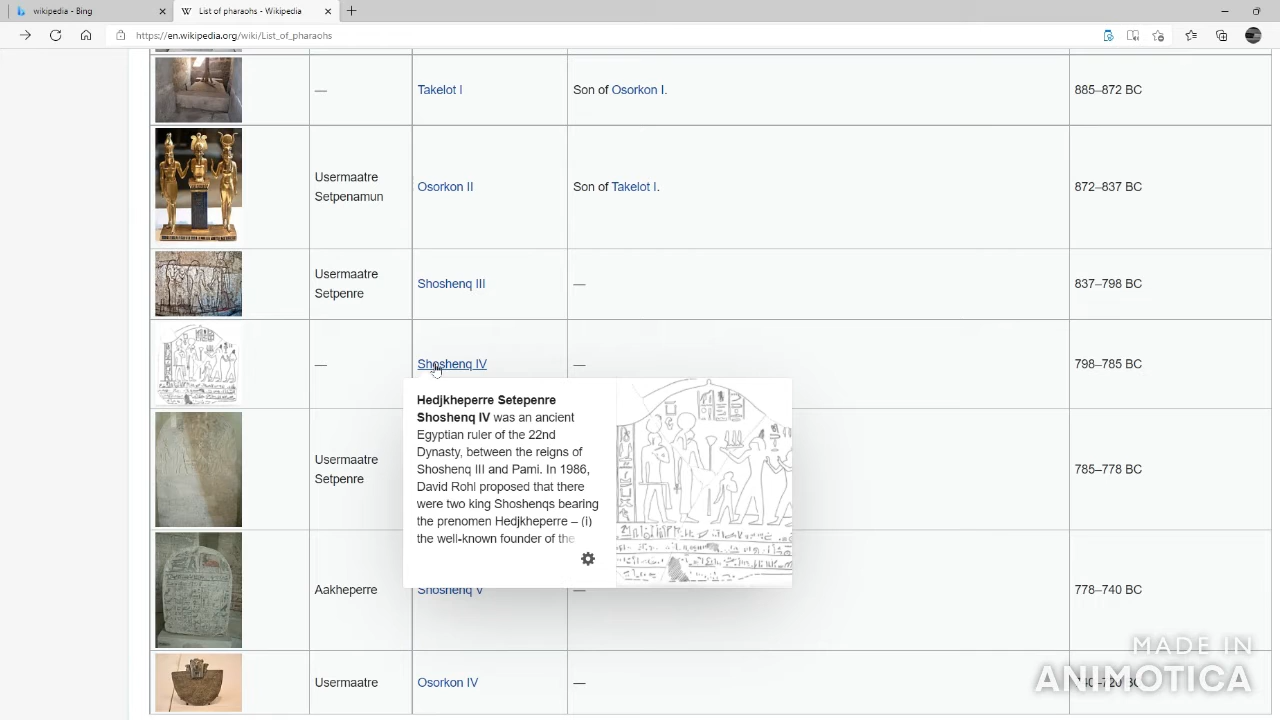 wikipedia - Bing
List of pharaohs - Wikipedia
https://en.wikipedia.org/wiki/List_of_pharaohs
— Takelot I Son of Osorkon I. 885–872 BC
Usermaatre
Setpenamun
Osorkon II Son of Takelot I. 872–837 BC
Usermaatre
Setpenre
Shoshenq III — 837–798 BC
— Shoshenq IV — 798–785 BC
Hedjkheperre Setepenre
Shoshenq IV was an ancient
Egyptian ruler of the 22nd
Dynasty, between the reigns of
Shoshenq III and Pami. In 1986,
David Rohl proposed that there
were two king Shoshenqs bearing
the prenomen Hedjkheperre – (i)
the well-known founder of the
Usermaatre
Setpenre
785–778 BC
Aakheperre Shoshenq V — 778–740 BC
Usermaatre Osorkon IV —
MADE IN
ANIMOTICA